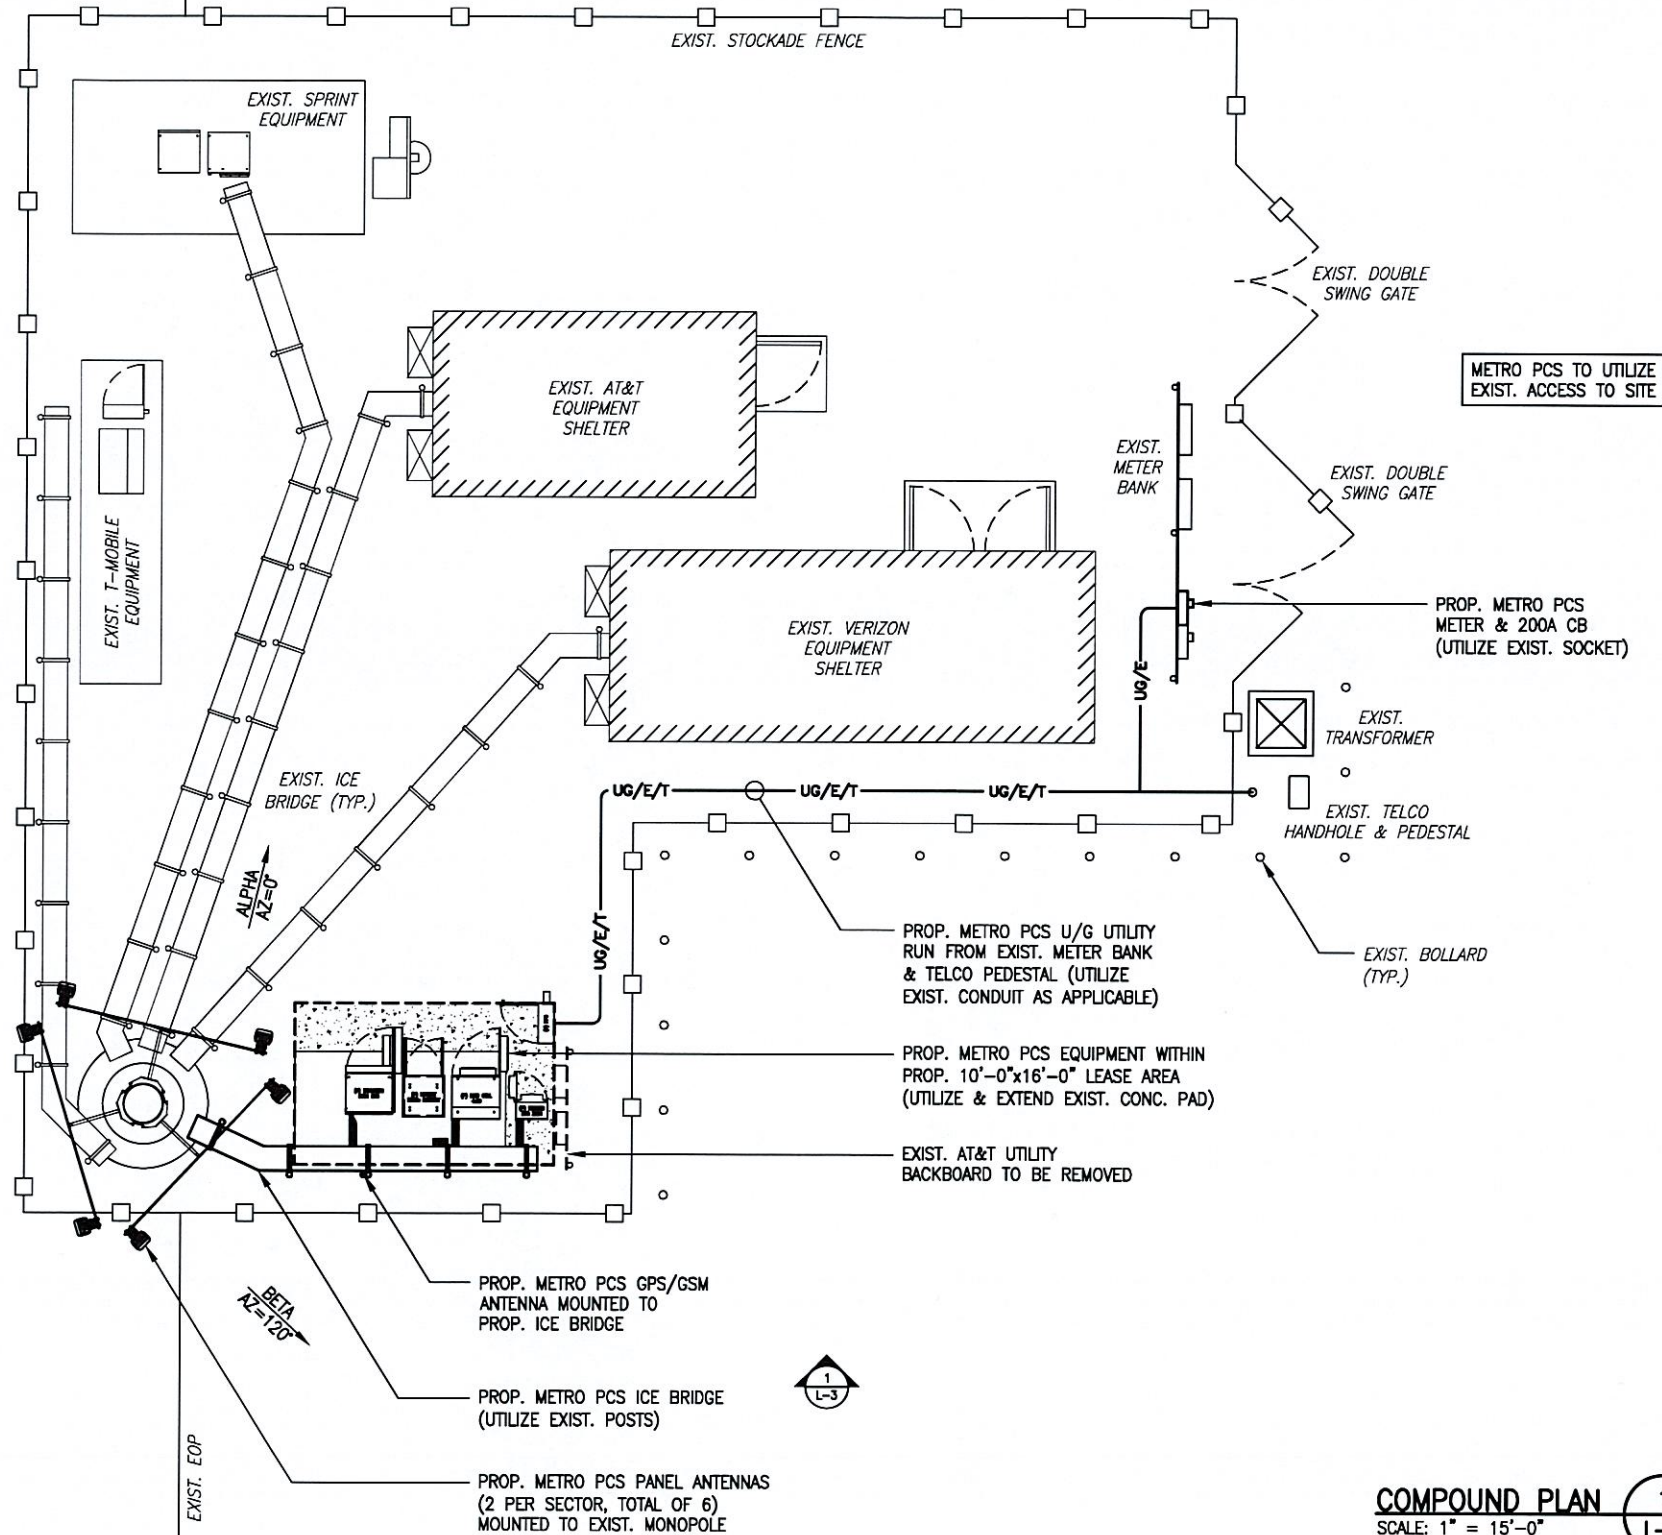 EXIST. STOCKADE FENCE
EXIST. SPRINT
EQUIPMENT
EXIST. DOUBLE
SWING GATE
METRO PCS TO UTILIZE
EXIST. ACCESS TO SITE
EXIST. AT&T
EQUIPMENT
SHELTER
EXIST.
METER
BANK
EXIST. DOUBLE
SWING GATE
EXIST. T-MOBILE
EQUIPMENT
EXIST. VERIZON
EQUIPMENT
SHELTER
PROP. METRO PCS
METER & 200A CB
(UTILIZE EXIST. SOCKET)
UG/E
EXIST.
TRANSFORMER
EXIST. ICE
BRIDGE (TYP.)
UG/E/T
UG/E/T
UG/E/T
EXIST. TELCO
HANDHOLE & PEDESTAL
ALPHA
AZ=0°
UG/E/T
PROP. METRO PCS U/G UTILITY
RUN FROM EXIST. METER BANK
& TELCO PEDESTAL (UTILIZE
EXIST. CONDUIT AS APPLICABLE)
EXIST. BOLLARD
(TYP.)
PROP. METRO PCS EQUIPMENT WITHIN
PROP. 10'-0"x16'-0" LEASE AREA
(UTILIZE & EXTEND EXIST. CONC. PAD)
EXIST. AT&T UTILITY
BACKBOARD TO BE REMOVED
BETA
AZ=120°
PROP. METRO PCS GPS/GSM
ANTENNA MOUNTED TO
PROP. ICE BRIDGE
1
L-3
PROP. METRO PCS ICE BRIDGE
(UTILIZE EXIST. POSTS)
EXIST. EOP
PROP. METRO PCS PANEL ANTENNAS
(2 PER SECTOR, TOTAL OF 6)
MOUNTED TO EXIST. MONOPOLE
COMPOUND PLAN
SCALE: 1" = 15'-0"